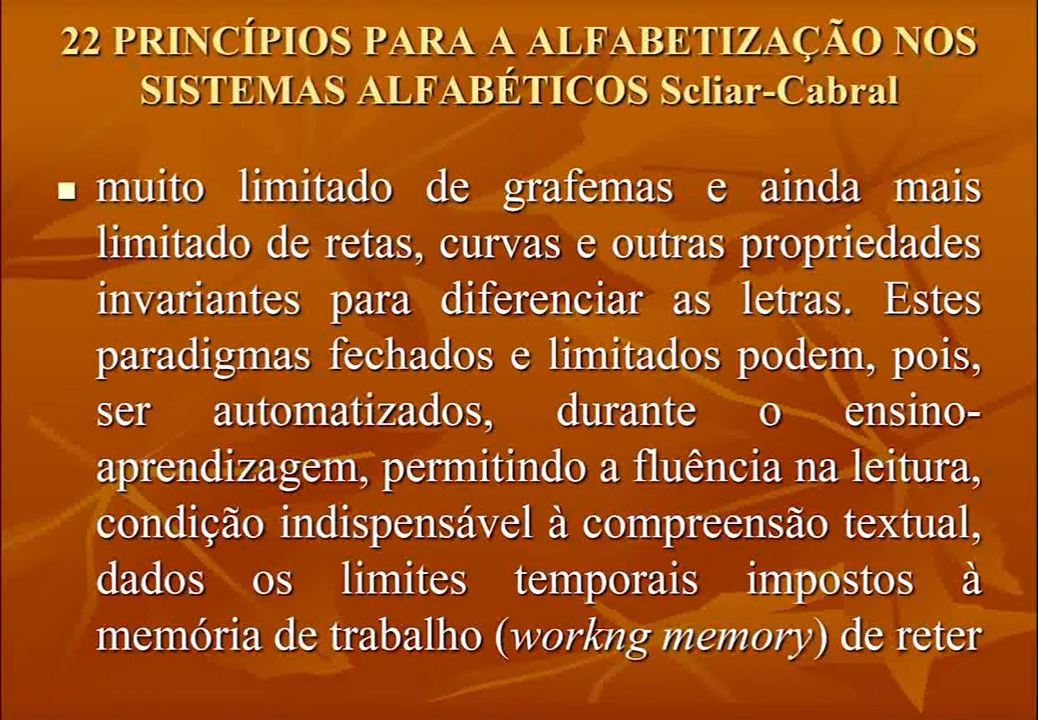 22 PRINCÍPIOS PARA A ALFABETIZAÇÃO NOS
SISTEMAS ALFABÉTICOS Scliar-Cabral
muito limitado de grafemas e ainda mais
limitado de retas, curvas e outras propriedades
invariantes para diferenciar as letras. Estes
paradigmas fechados e limitados podem, pois,
ser automatizados, durante o ensino-
aprendizagem, permitindo a fluência na leitura,
condição indispensável à compreensão textual,
dados os limites temporais impostos à
memória de trabalho (workng memory) de reter